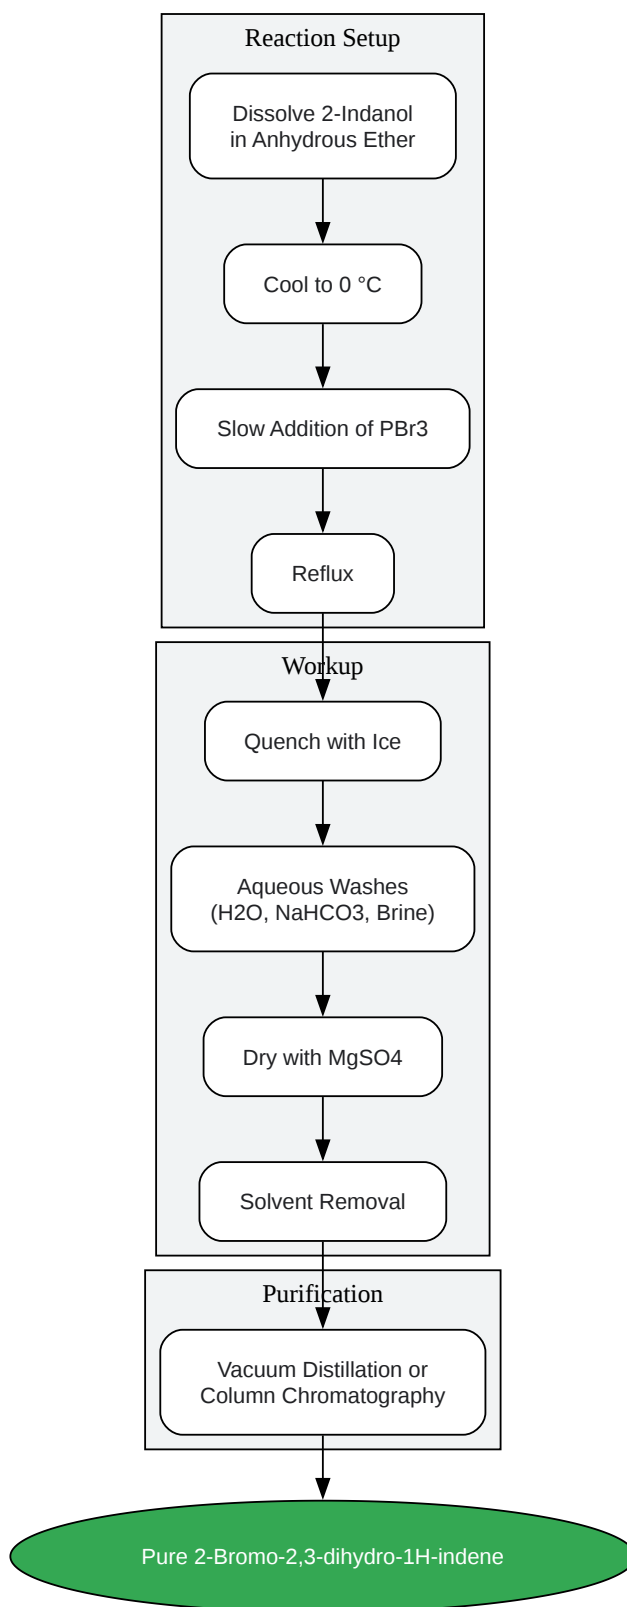 Reaction Setup
Dissolve 2-Indanol
in Anhydrous Ether
Cool to 0 °C
Slow Addition of PBr3
Reflux
Workup
Quench with Ice
Aqueous Washes
(H2O, NaHCO3, Brine)
Dry with MgSO4
Solvent Removal
Purification
Vacuum Distillation or
Column Chromatography
Pure 2-Bromo-2,3-dihydro-1H-indene